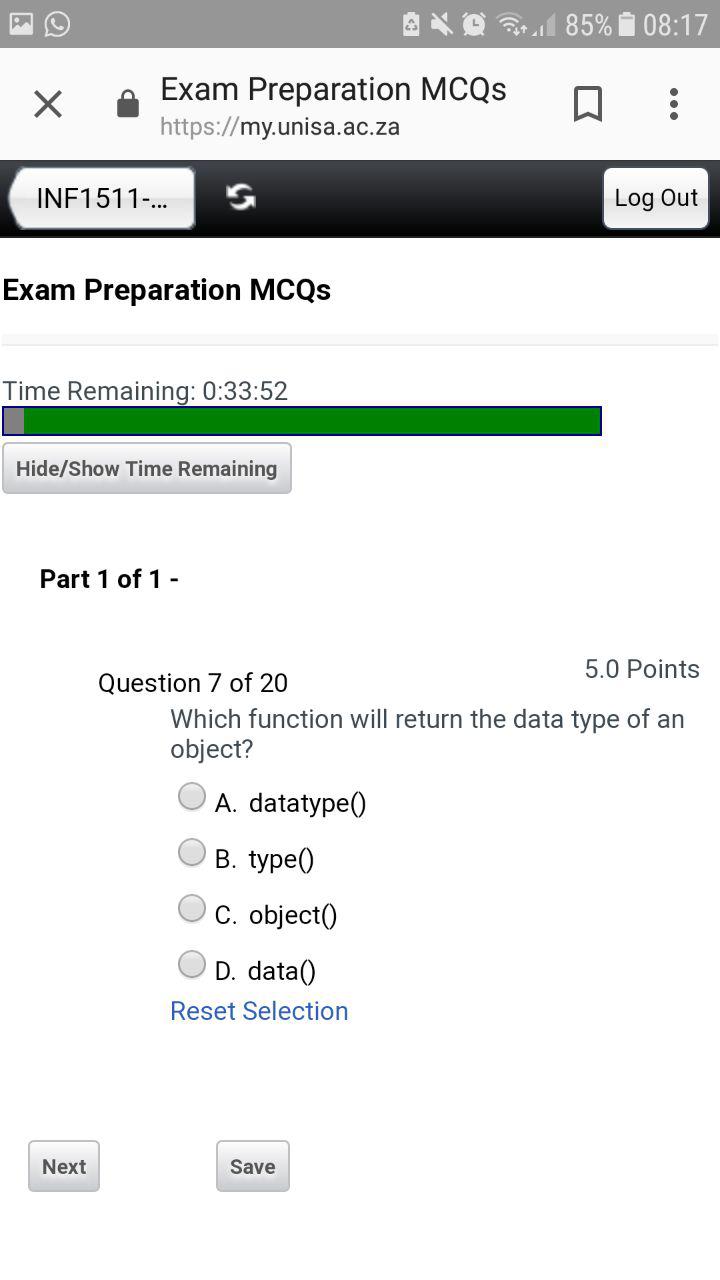 85% 08:17
Exam Preparation MCQs
https://my.unisa.ac.za
INF1511-...
Log Out
Exam Preparation MCQs
Time Remaining: 0:33:52
Hide/Show Time Remaining
Part 1 of 1 -
5.0 Points
Question 7 of 20
Which function will return the data type of an
object?
A. datatype()
B. type()
C. object()
D. data()
Reset Selection
Next Save